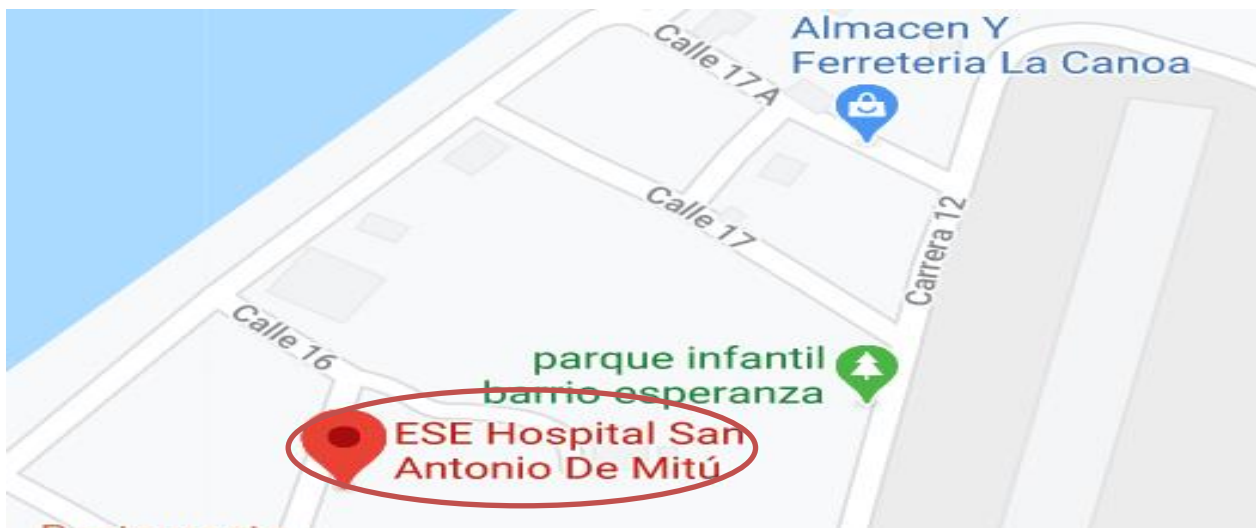 Almacen Y
Ferreteria La Canoa
Calle 17 A
Calle 17
Carrera 12
Calle 16
parque infantil
barrio esperanza
ESE Hospital San
Antonio De Mitú